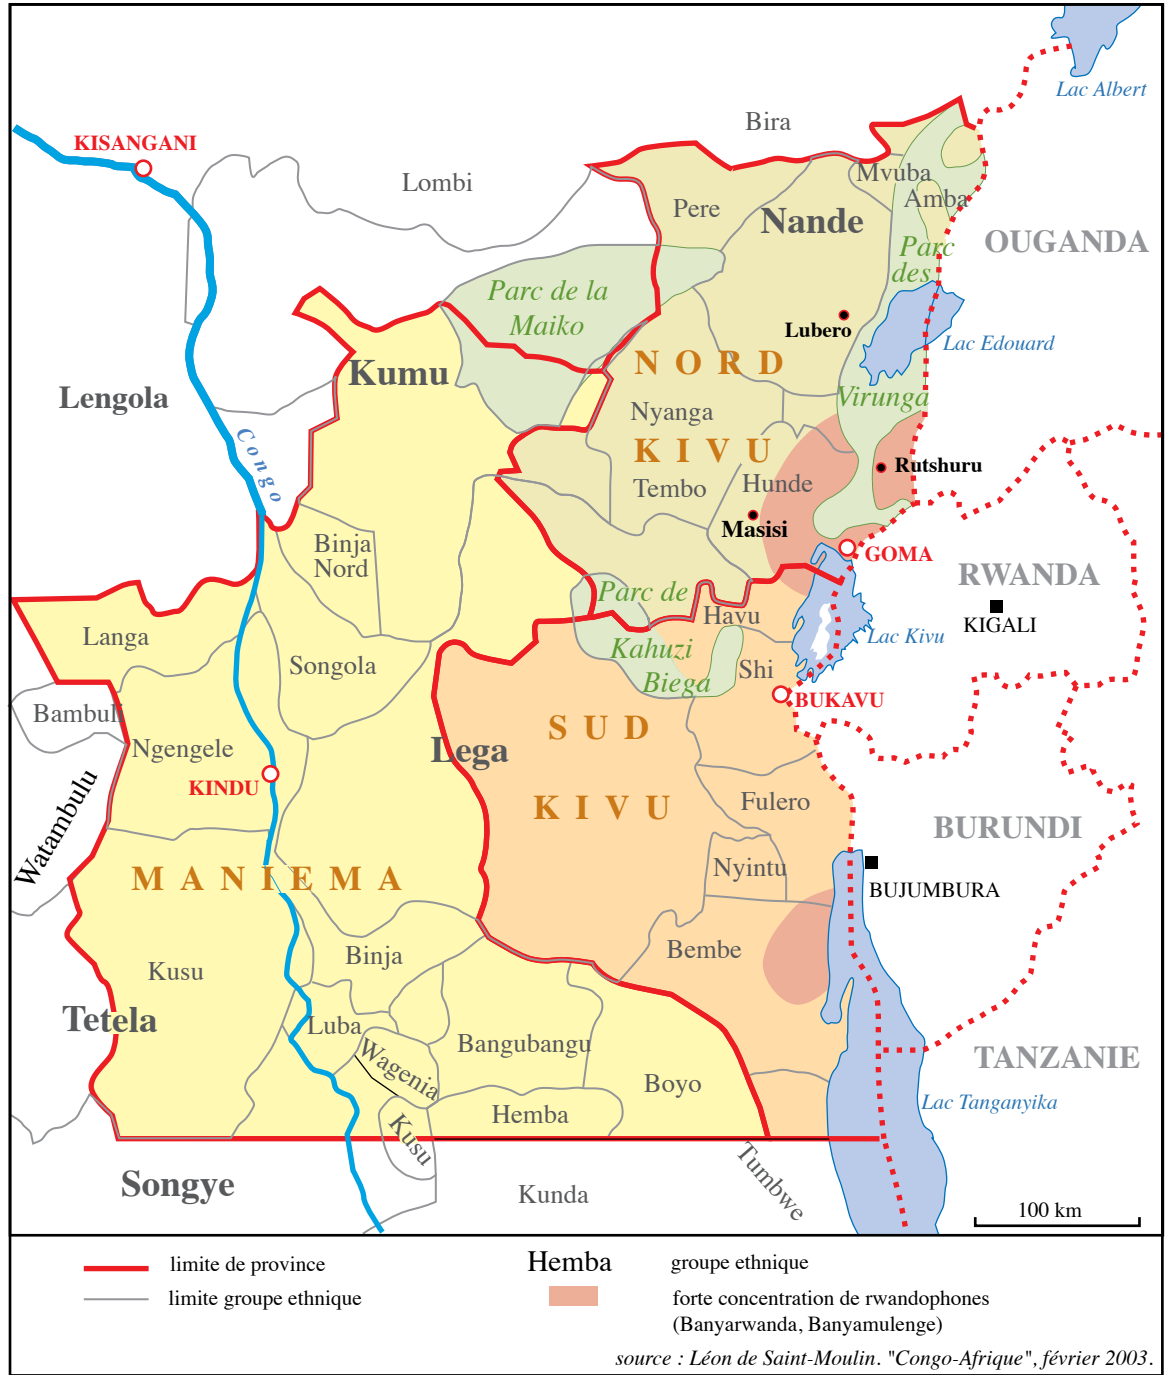 Lac Albert
Bira
KISANGANI
Lombi
Mvuba
Amba
Pere
Nande
OUGANDA
Parc
des
Virunga
Parc de la
Maiko
Lubero
Lac Edouard
NORD
KIVU
Kumu
Lengola
Nyanga
Congo
Rutshuru
Tembo
Hunde
Masisi
Binja
Nord
GOMA
RWANDA
KIGALI
Parc de
Kahuzi
Biega
Havu
Lac Kivu
Langa
Songola
Shi
BUKAVU
Bambuli
Ngengele
Lega
SUD
KIVU
KINDU
Watambulu
Fulero
BURUNDI
MANIEMA
Nyintu
BUJUMBURA
Binja
Bembe
Kusu
Tetela
Luba
Wagenia
Bangubangu
TANZANIE
Boyo
Hemba
Lac Tanganyika
Kusu
Songye
Kunda
Tumbwe
100 km
limite de province
limite groupe ethnique
Hemba
groupe ethnique
forte concentration de rwandophones
(Banyarwanda, Banyamulenge)
source : Léon de Saint-Moulin. "Congo-Afrique", février 2003.